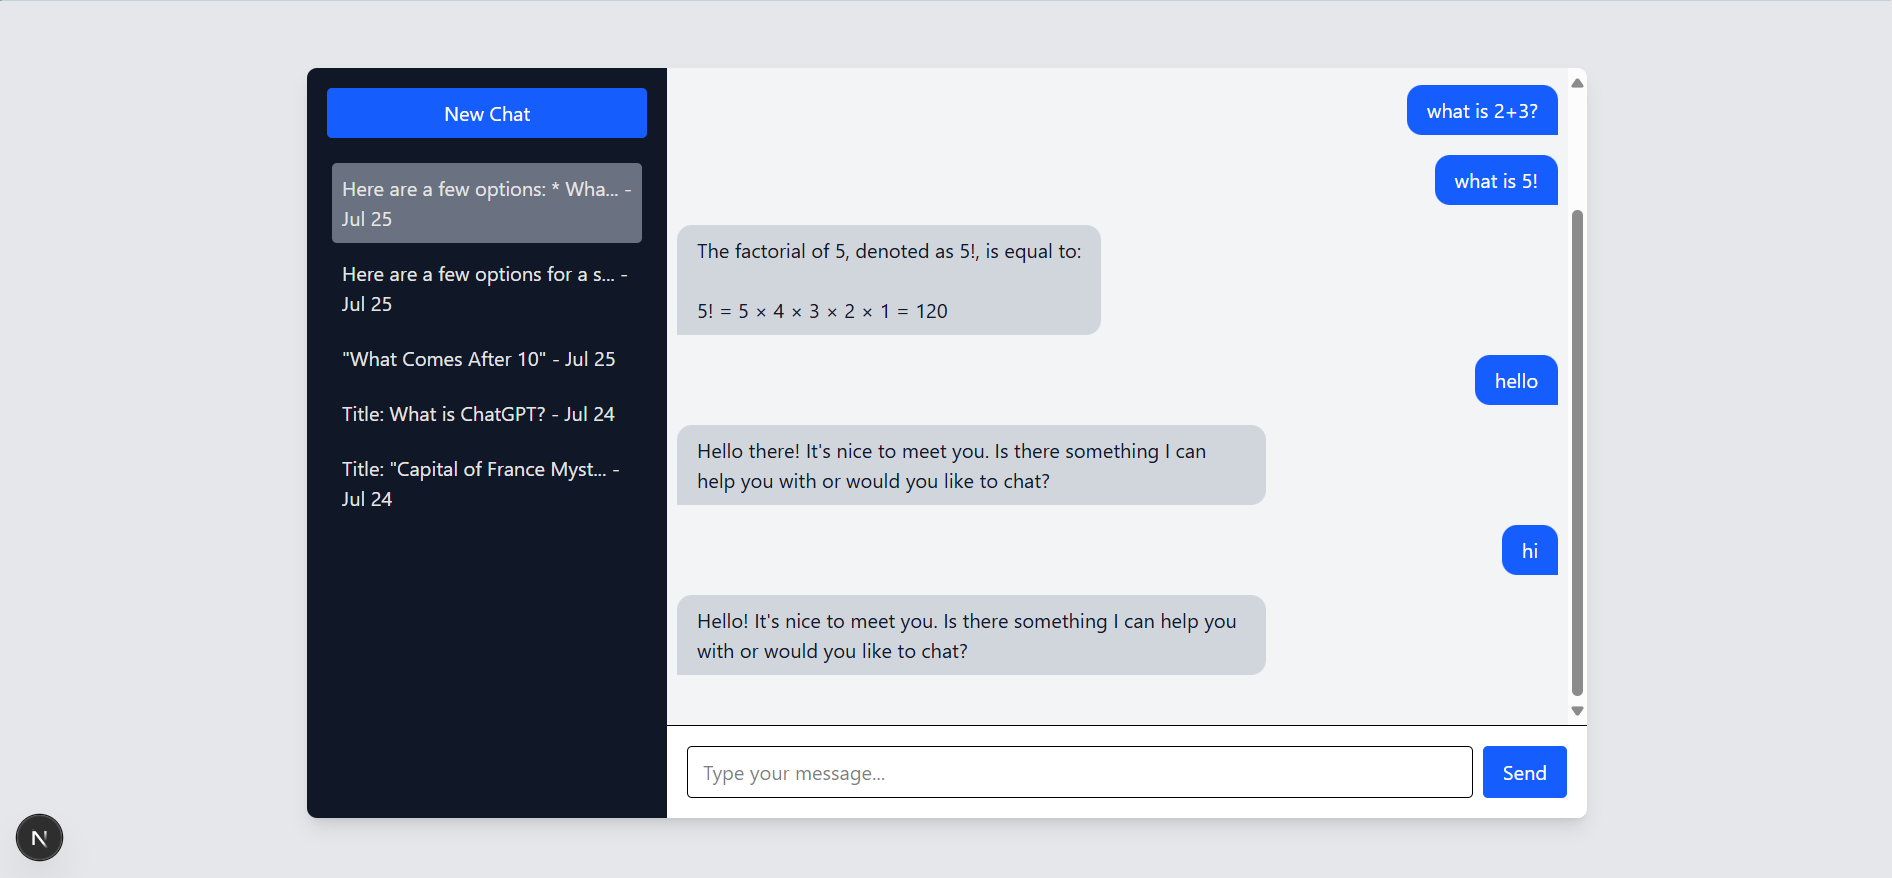 New Chat
Here are a few options: * Wha... -
Jul 25
Here are a few options for a s... -
Jul 25
"What Comes After 10" - Jul 25
Title: What is ChatGPT? - Jul 24
Title: "Capital of France Myst... -
Jul 24
what is 2+3?
what is 5!
The factorial of 5, denoted as 5!, is equal to:
5! = 5 × 4 × 3 × 2 × 1 = 120
hello
Hello there! It's nice to meet you. Is there something I can
help you with or would you like to chat?
hi
Hello! It's nice to meet you. Is there something I can help you
with or would you like to chat?
Type your message...
Send
N